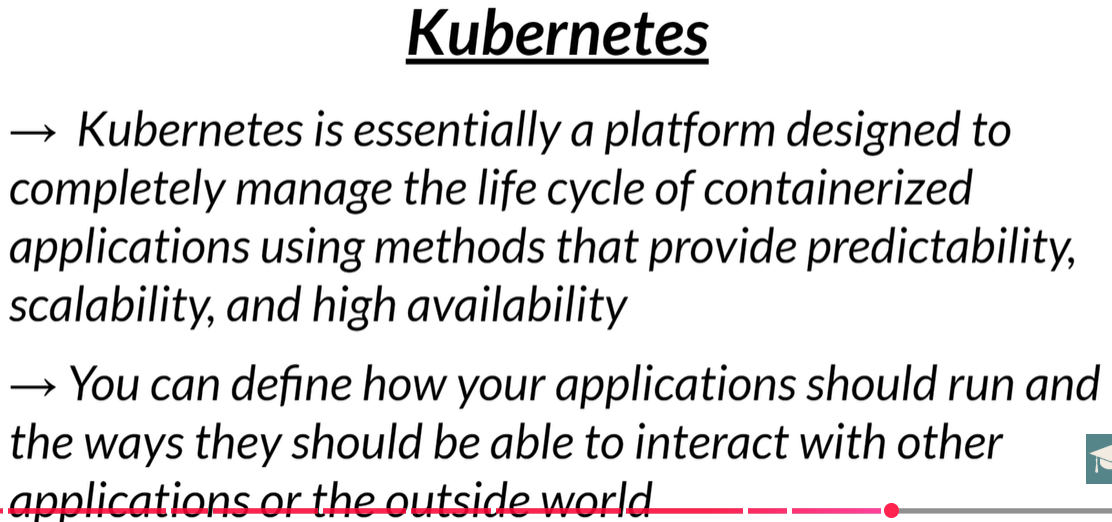 Kubernetes
→ Kubernetes is essentially a platform designed to
completely manage the life cycle of containerized
applications using methods that provide predictability,
scalability, and high availability
→ You can define how your applications should run and
the ways they should be able to interact with other
applications or the outside world